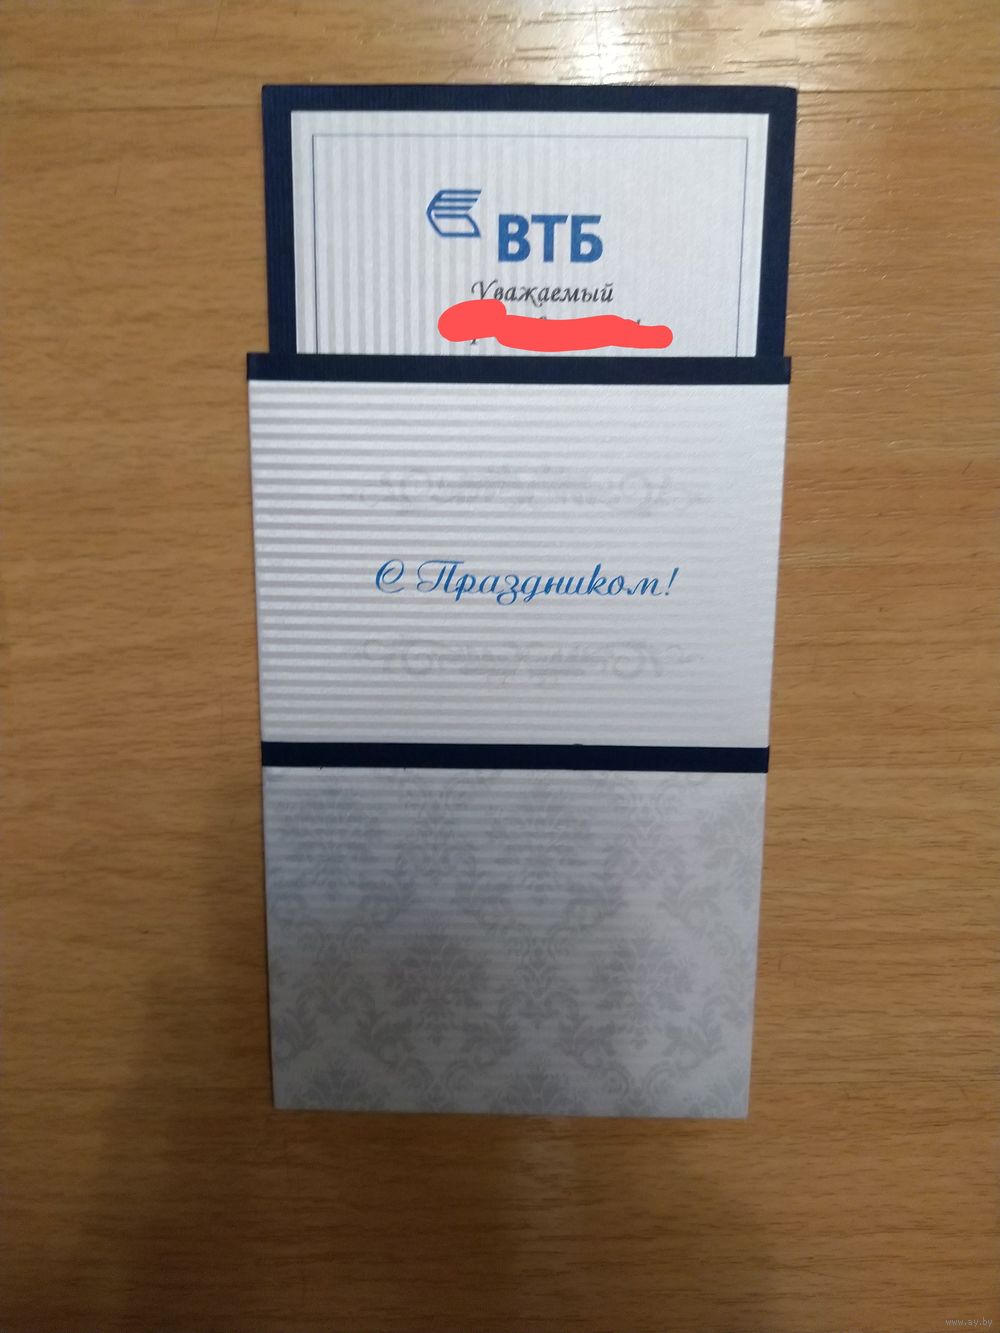 ВТБ
Уважаемый
С Праздником!
www.ay.by